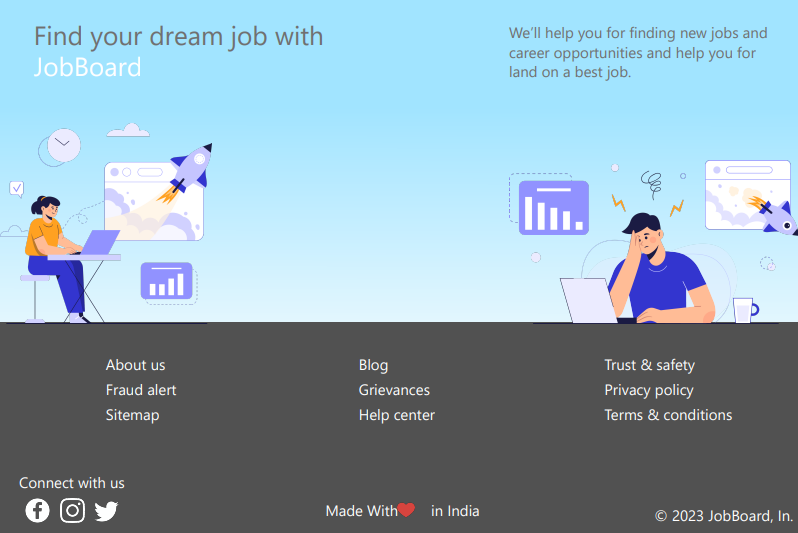 Find your dream job with
JobBoard
We'll help you for finding new jobs and
career opportunities and help you for
land on a best job.
About us
Fraud alert
Sitemap
Blog
Grievances
Help center
Trust & safety
Privacy policy
Terms & conditions
Connect with us
Made With in India
© 2023 JobBoard, In.